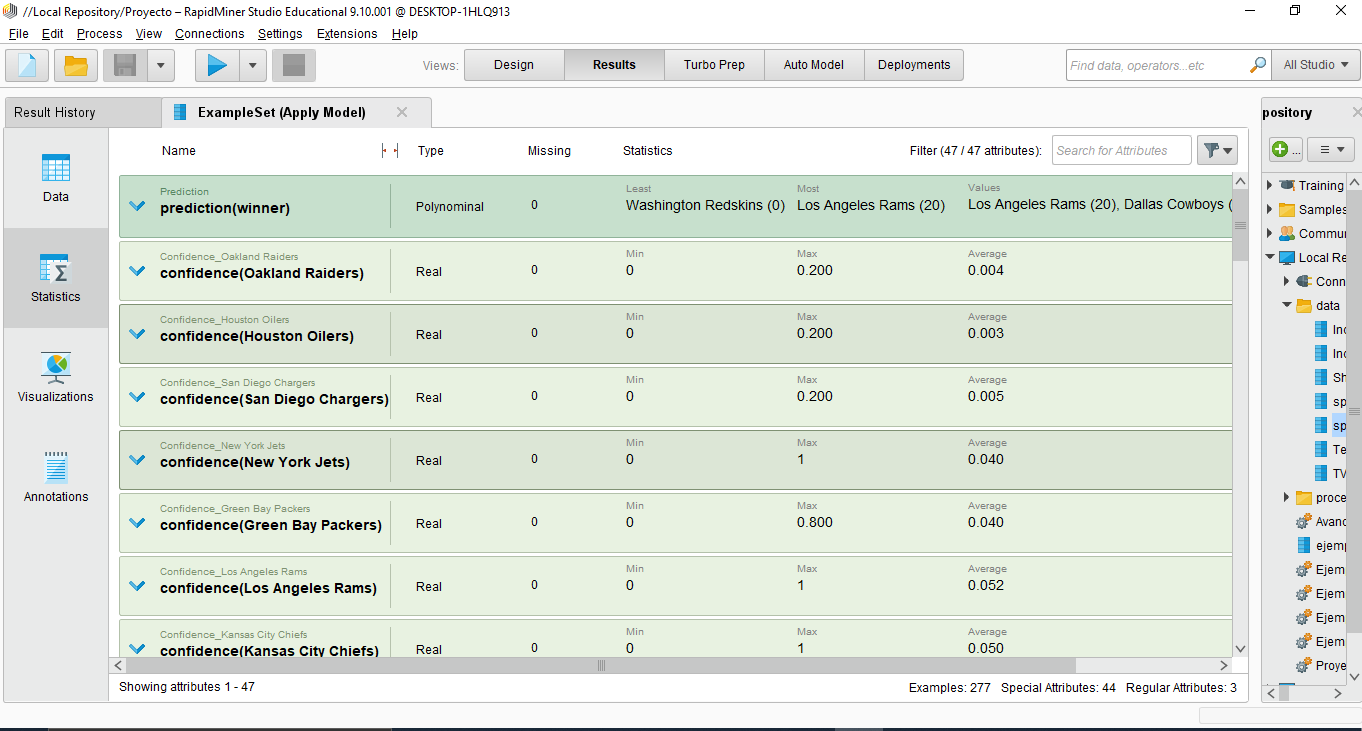 //Local Repository/Proyecto – RapidMiner Studio Educational 9.10.001 @ DESKTOP-1HLQ913
File Edit Process View Connections Settings Extensions Help
Views: Design Results Turbo Prep Auto Model Deployments Find data, operators...etc All Studio
Result History ExampleSet (Apply Model) pository
Name Type Missing Statistics Filter (47 / 47 attributes): Search for Attributes ...
Data
Statistics
Visualizations
Annotations
Prediction Least Most Values
prediction(winner) Polynominal 0 Washington Redskins (0) Los Angeles Rams (20) Los Angeles Rams (20), Dallas Cowboys (
Confidence_Oakland Raiders Min Max Average
confidence(Oakland Raiders) Real 0 0 0.200 0.004
Confidence_Houston Oilers Min Max Average
confidence(Houston Oilers) Real 0 0 0.200 0.003
Confidence_San Diego Chargers Min Max Average
confidence(San Diego Chargers) Real 0 0 0.200 0.005
Confidence_New York Jets Min Max Average
confidence(New York Jets) Real 0 0 1 0.040
Confidence_Green Bay Packers Min Max Average
confidence(Green Bay Packers) Real 0 0 0.800 0.040
Confidence_Los Angeles Rams Min Max Average
confidence(Los Angeles Rams) Real 0 0 1 0.052
Confidence_Kansas City Chiefs Min Max Average
confidence(Kansas City Chiefs) Real 0 0 1 0.050
Showing attributes 1 - 47 Examples: 277 Special Attributes: 44 Regular Attributes: 3
Training
Samples
Commu
Local Re
Conn
data
Inc
Inc
Sh
sp
sp
Te
TV
proce
Avanc
ejemp
Ejem
Ejem
Ejem
Ejem
Proye